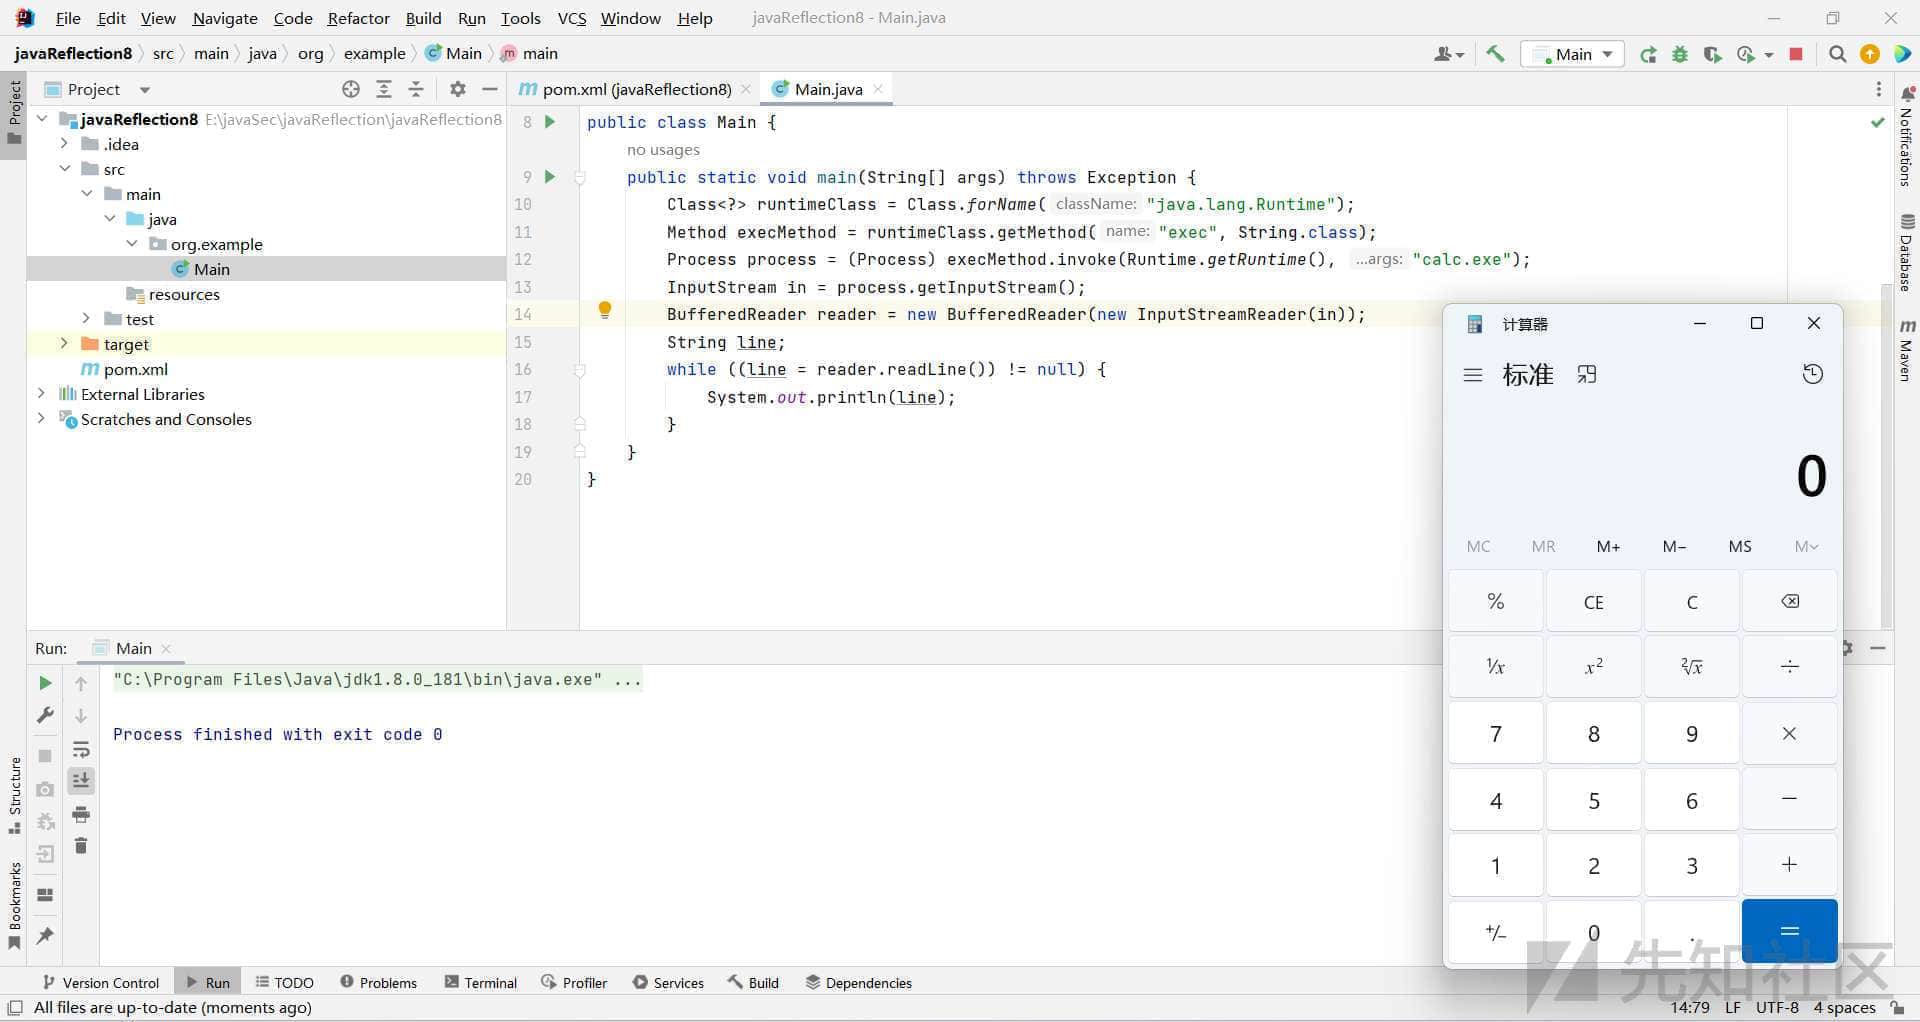 File Edit View Navigate Code Refactor Build Run Tools VCS Window Help javaReflection8 - Main.java
javaReflection8 src main java org example Main main
Main
Project
Project
javaReflection8 E:\javaSec\javaReflection\javaReflection8
.idea
src
main
java
org.example
Main
resources
test
target
pom.xml
External Libraries
Scratches and Consoles
pom.xml (javaReflection8) Main.java
8 public class Main {
no usages
9 public static void main(String[] args) throws Exception {
10 Class<?> runtimeClass = Class.forName( className: "java.lang.Runtime");
11 Method execMethod = runtimeClass.getMethod( name: "exec", String.class);
12 Process process = (Process) execMethod.invoke(Runtime.getRuntime(), ...args: "calc.exe");
13 InputStream in = process.getInputStream();
14 BufferedReader reader = new BufferedReader(new InputStreamReader(in));
15 String line;
16 while ((line = reader.readLine()) != null) {
17 System.out.println(line);
18 }
19 }
20 }
Notifications
Database
Maven
计算器
标准
0
MC MR M+ M− MS M
% CE C
1/x x² ²√x ÷
7 8 9 ×
4 5 6 −
1 2 3 +
+/− 0 . =
Run: Main
"C:\Program Files\Java\jdk1.8.0_181\bin\java.exe" ...
Process finished with exit code 0
Structure
Bookmarks
Version Control Run TODO Problems Terminal Profiler Services Build Dependencies
All files are up-to-date (moments ago)
14:79 LF UTF-8 4 spaces
先知社区